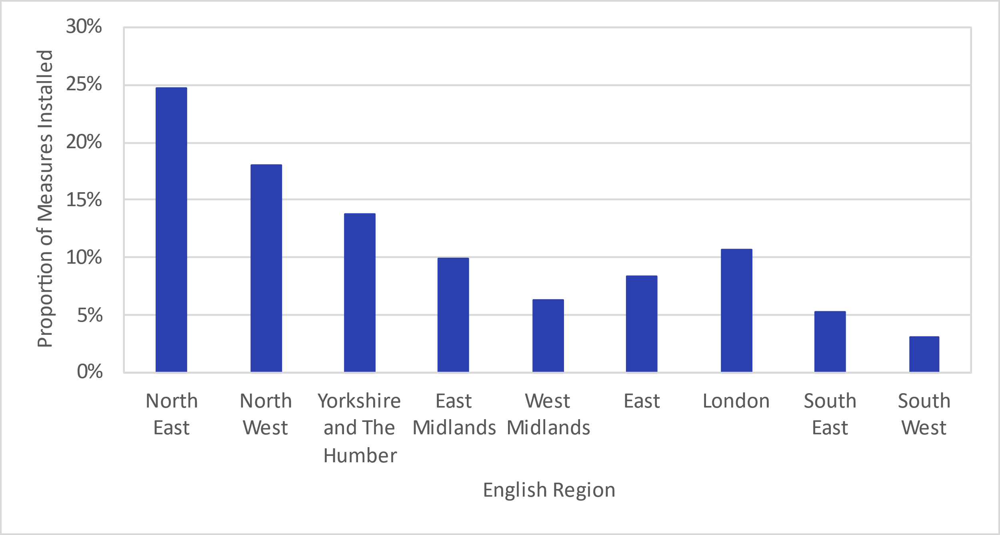 30%
25%
20%
15%
10%
5%
0%
Proportion of Measures Installed
North East
North West
Yorkshire and The Humber
East Midlands
West Midlands
East
London
South East
South West
English Region